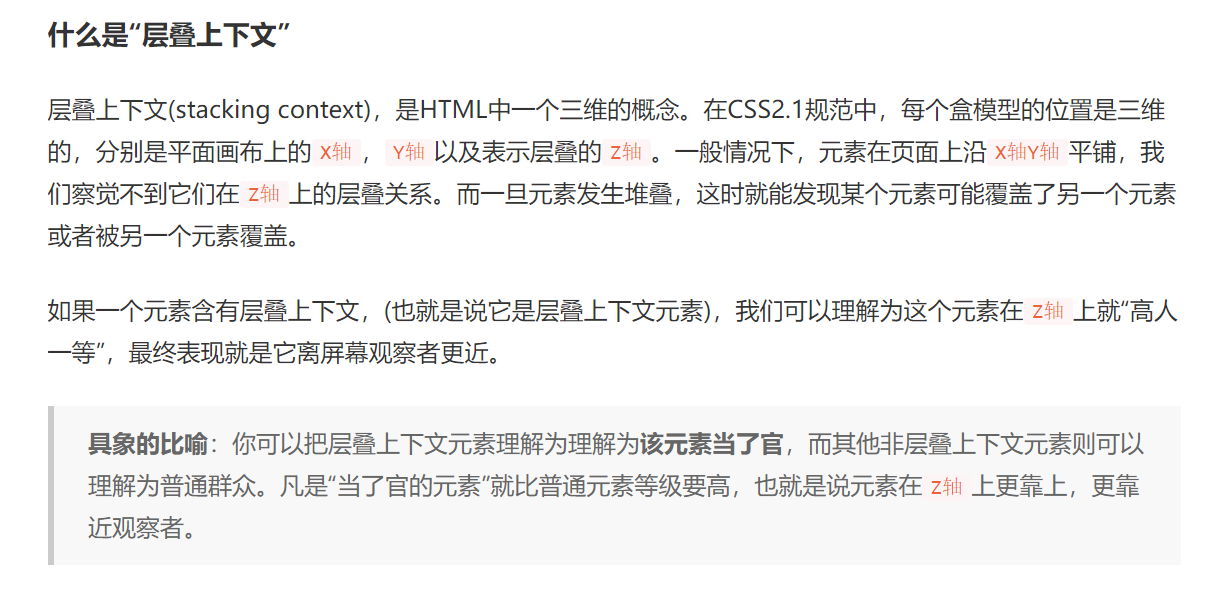 什么是“层叠上下文”
层叠上下文(stacking context)，是HTML中一个三维的概念。在CSS2.1规范中，每个盒模型的位置是三维
的，分别是平面画布上的X轴，Y轴以及表示层叠的Z轴。一般情况下，元素在页面上沿X轴Y轴平铺，我
们察觉不到它们在Z轴上的层叠关系。而一旦元素发生堆叠，这时就能发现某个元素可能覆盖了另一个元素
或者被另一个元素覆盖。
如果一个元素含有层叠上下文，(也就是说它是层叠上下文元素)，我们可以理解为这个元素在Z轴上就“高人
一等”，最终表现就是它离屏幕观察者更近。
具象的比喻：你可以把层叠上下文元素理解为理解为该元素当了官，而其他非层叠上下文元素则可以
理解为普通群众。凡是“当了官的元素”就比普通元素等级要高，也就是说元素在Z轴上更靠上，更靠
近观察者。